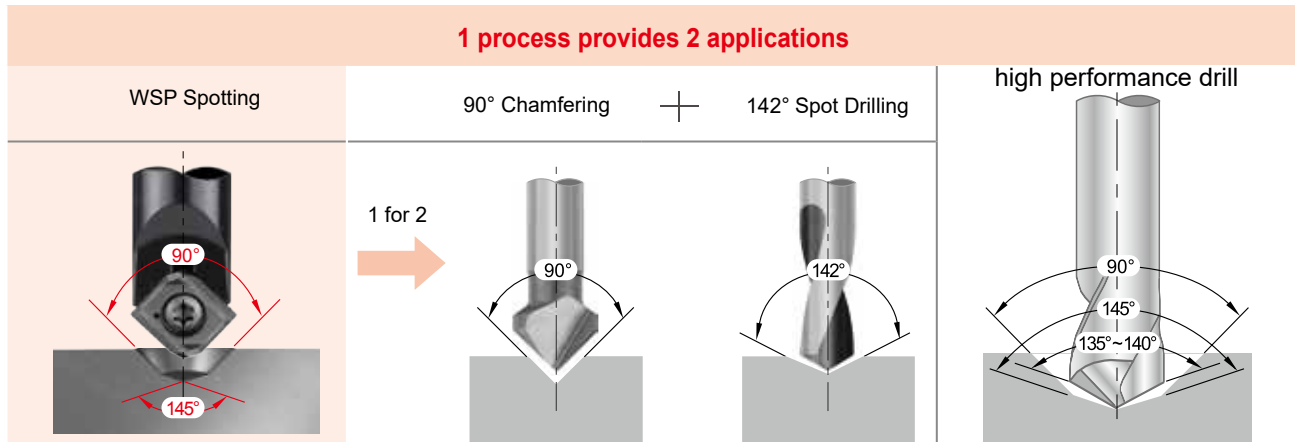 1 process provides 2 applications
WSP Spotting
90° Chamfering
142° Spot Drilling
high performance drill
90°
145°
1 for 2
90°
142°
90°
145°
135°~140°